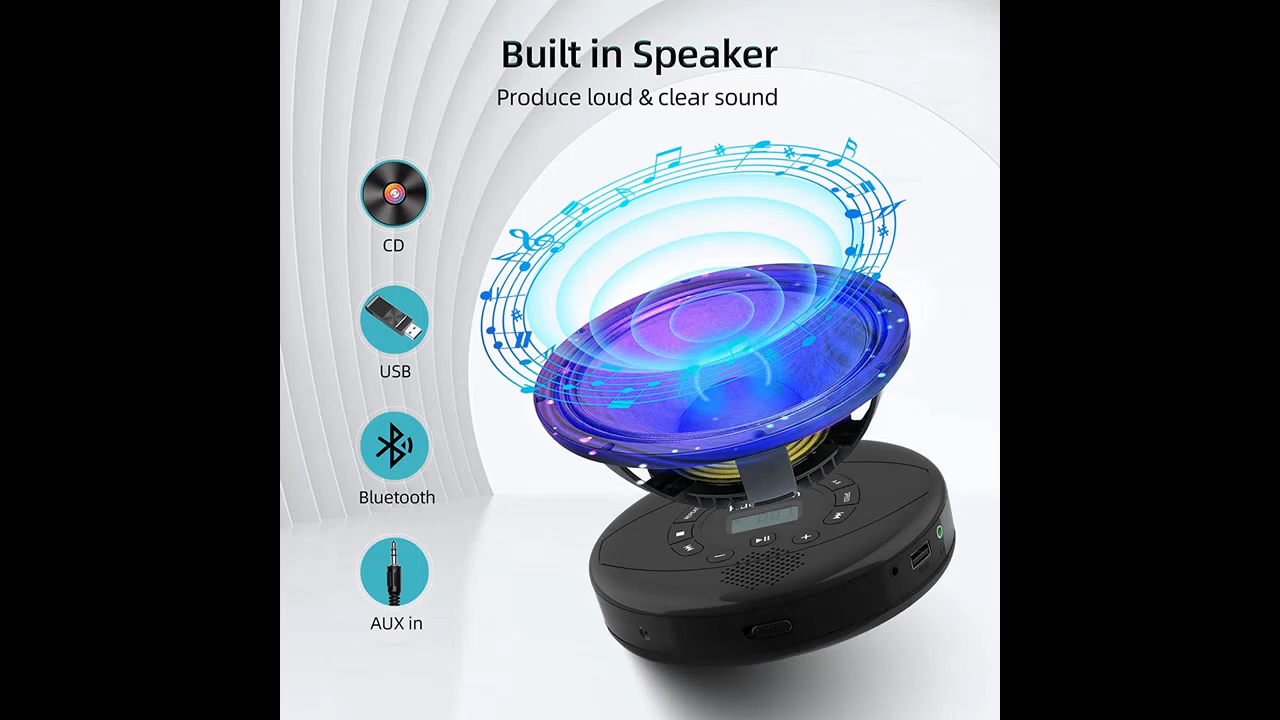 Built in Speaker
Produce loud & clear sound
CD
USB
Bluetooth
AUX in